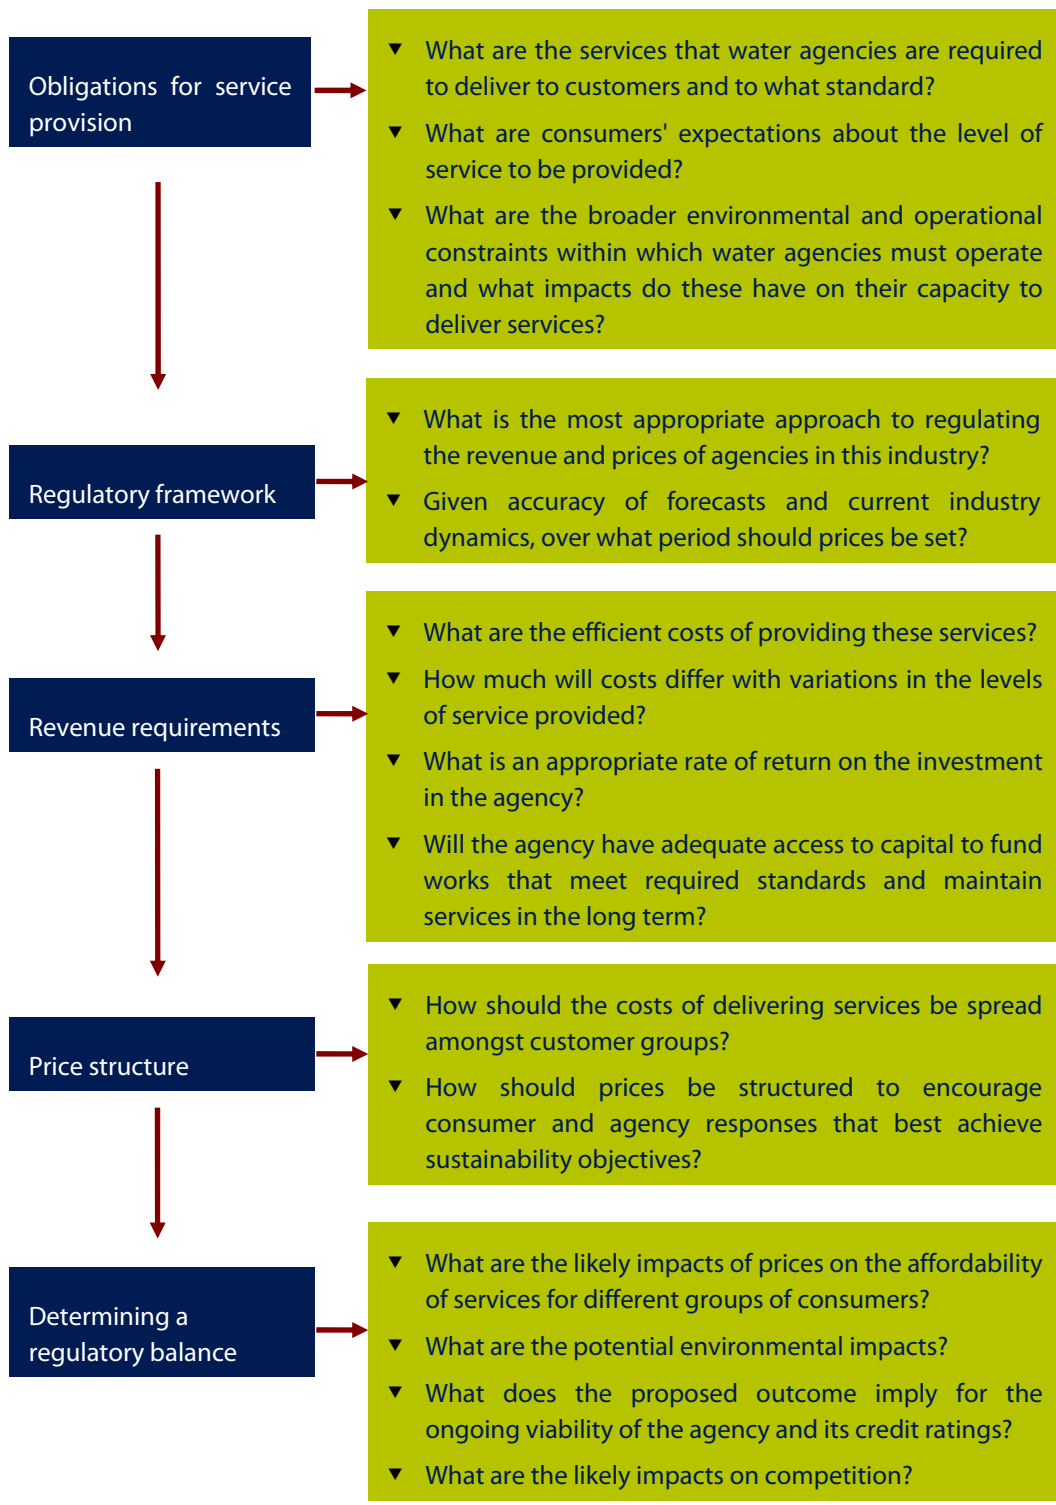 Obligations for service
provision
▼ What are the services that water agencies are required
to deliver to customers and to what standard?
▼ What are consumers' expectations about the level of
service to be provided?
▼ What are the broader environmental and operational
constraints within which water agencies must operate
and what impacts do these have on their capacity to
deliver services?
Regulatory framework
▼ What is the most appropriate approach to regulating
the revenue and prices of agencies in this industry?
▼ Given accuracy of forecasts and current industry
dynamics, over what period should prices be set?
Revenue requirements
▼ What are the efficient costs of providing these services?
▼ How much will costs differ with variations in the levels
of service provided?
▼ What is an appropriate rate of return on the investment
in the agency?
▼ Will the agency have adequate access to capital to fund
works that meet required standards and maintain
services in the long term?
Price structure
▼ How should the costs of delivering services be spread
amongst customer groups?
▼ How should prices be structured to encourage
consumer and agency responses that best achieve
sustainability objectives?
Determining a
regulatory balance
▼ What are the likely impacts of prices on the affordability
of services for different groups of consumers?
▼ What are the potential environmental impacts?
▼ What does the proposed outcome imply for the
ongoing viability of the agency and its credit ratings?
▼ What are the likely impacts on competition?